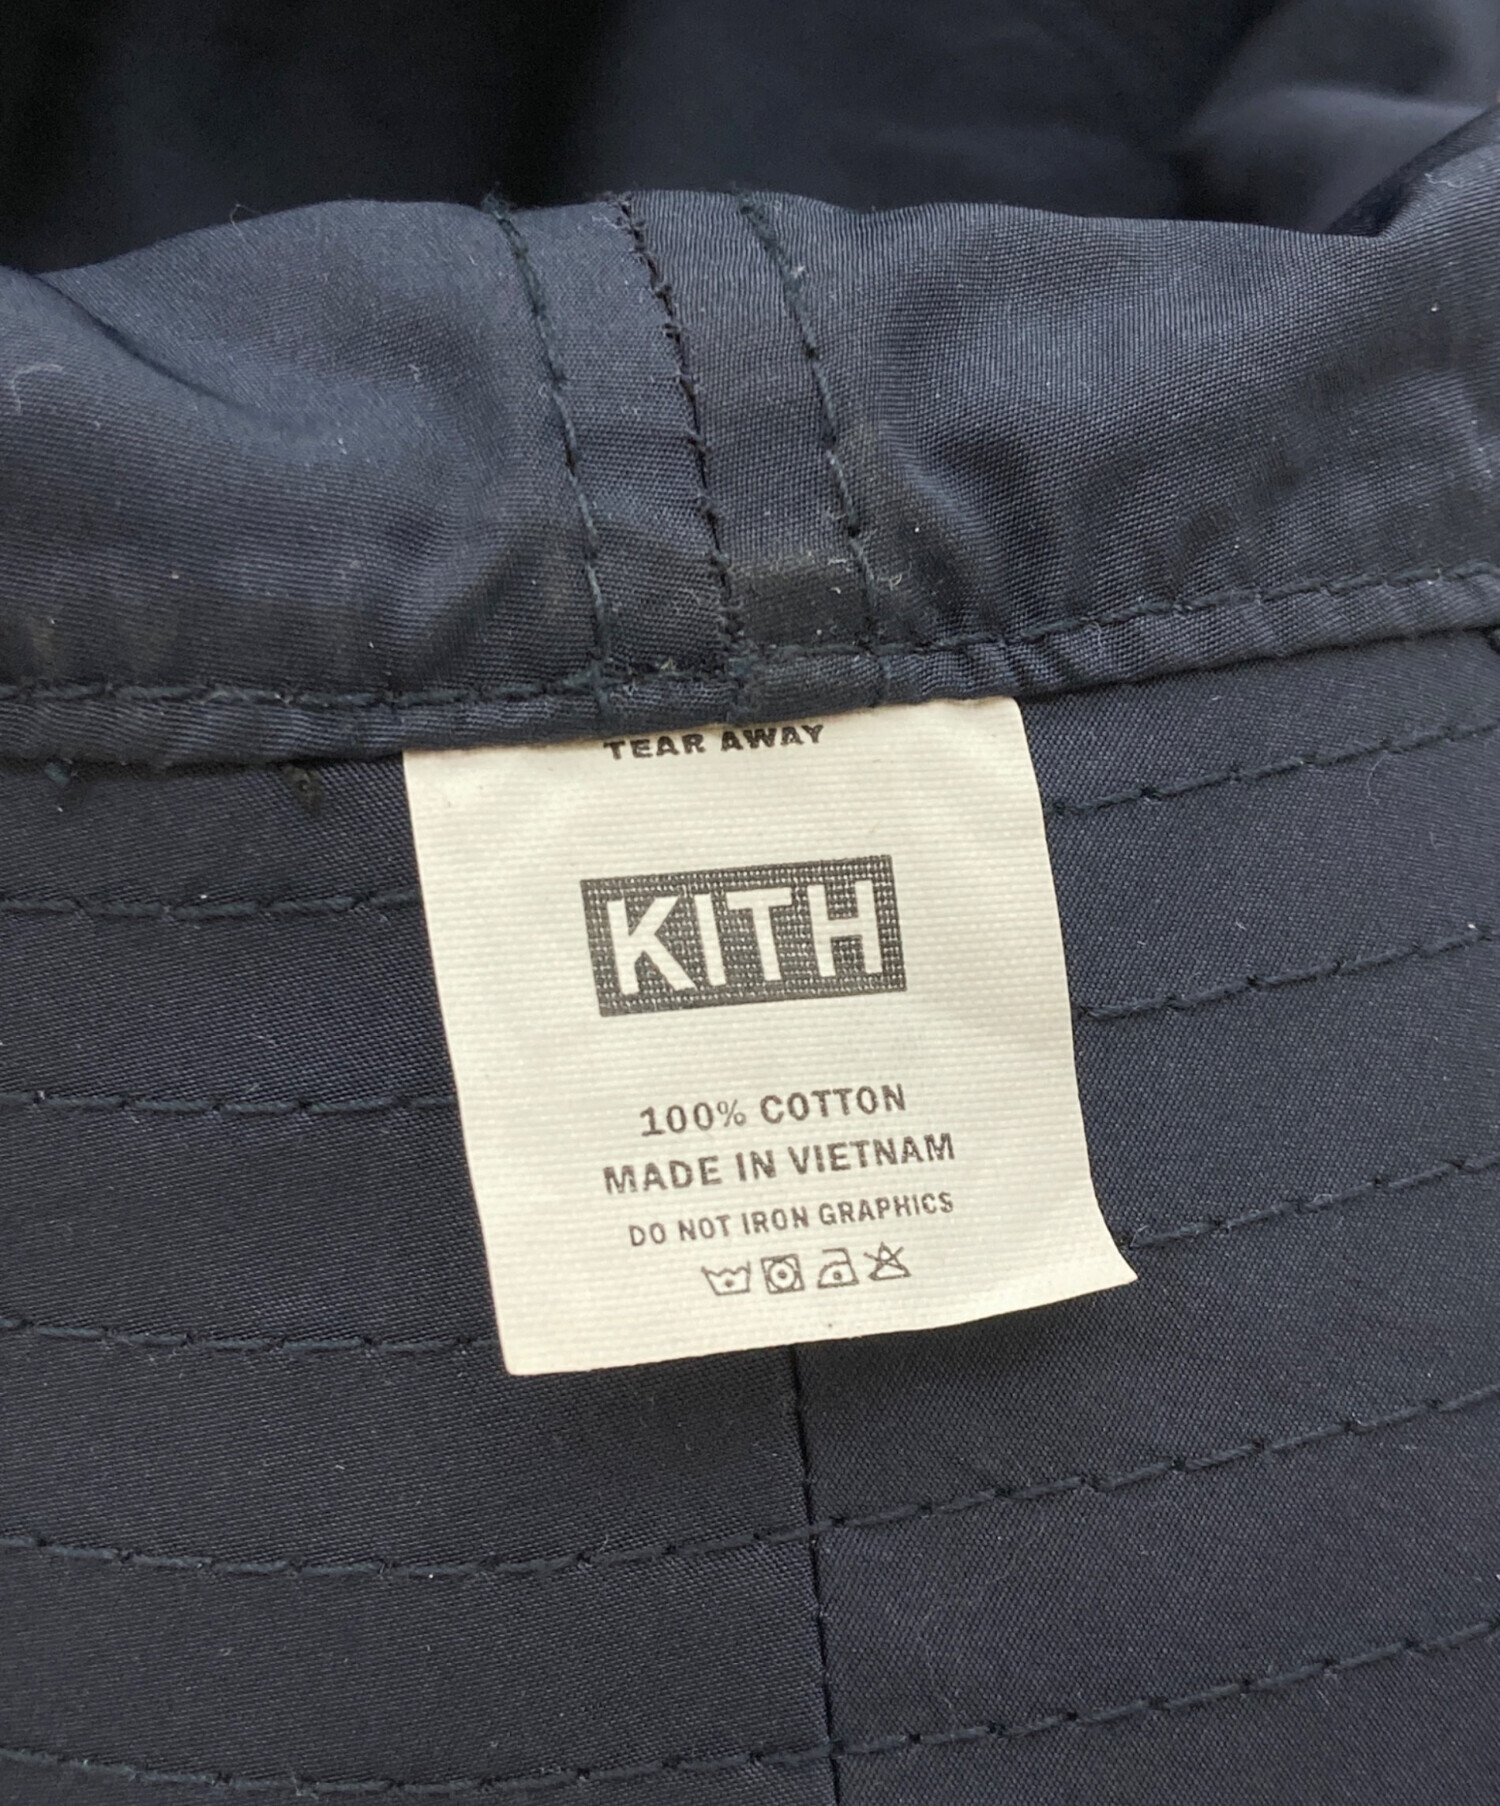 TEAR AWAY
KITH
100% COTTON
MADE IN VIETNAM
DO NOT IRON GRAPHICS